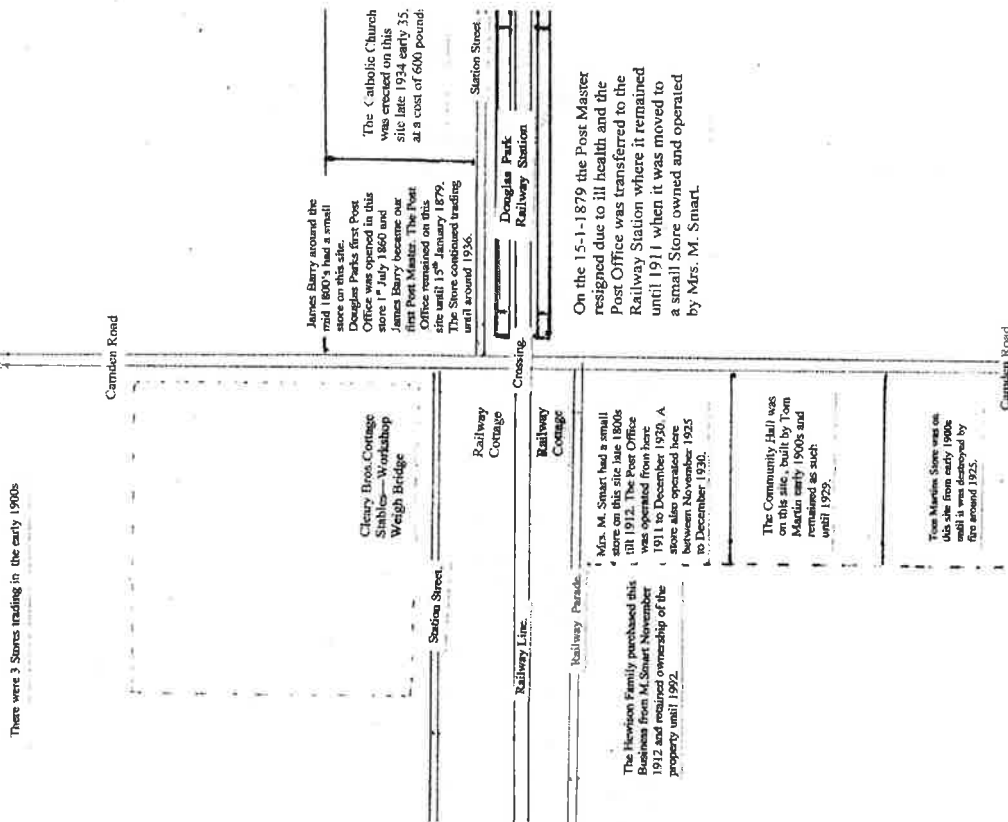 There were 3 Stores trading in the early 1900s
Camden Road
The Catholic Church
was erected on this
site late 1934 early 35.
at a cost of 600 pounds
James Barry around the
mid 1800's had a small
store on this site.
Douglas Parks first Post
Office was opened in this
store 1st July 1860 and
James Barry became our
first Post Master. The Post
Office remained on this
site until 15th January 1879.
The Store continued trading
until around 1936.
Station Street
Douglas Park
Railway Station
Cleary Bros.Cottage
Stables—Workshop
Weigh Bridge
Station Street.
Railway
Cottage
Crossing.
Railway Line.
Railway
Cottage
Railway Parade.
On the 15-1-1879 the Post Master
resigned due to ill health and the
Post Office was transferred to the
Railway Station where it remained
until 1911 when it was moved to
a small Store owned and operated
by Mrs. M. Smart.
Mrs. M. Smart had a small
store on this site late 1800s
till 1912. The Post Office
was operated from here
1911 to December 1930. A
store also operated here
between November 1925
to December 1930.
The Hewison Family purchased this
Business from M.Smart November
1912 and retained ownership of the
property until 1992.
The Community Hall was
on this site, built by Tom
Martin early 1900s and
remained as such
until 1929.
Tom Martins Store was on
this site from early 1900s
until it was destroyed by
fire around 1925.
Camden Road